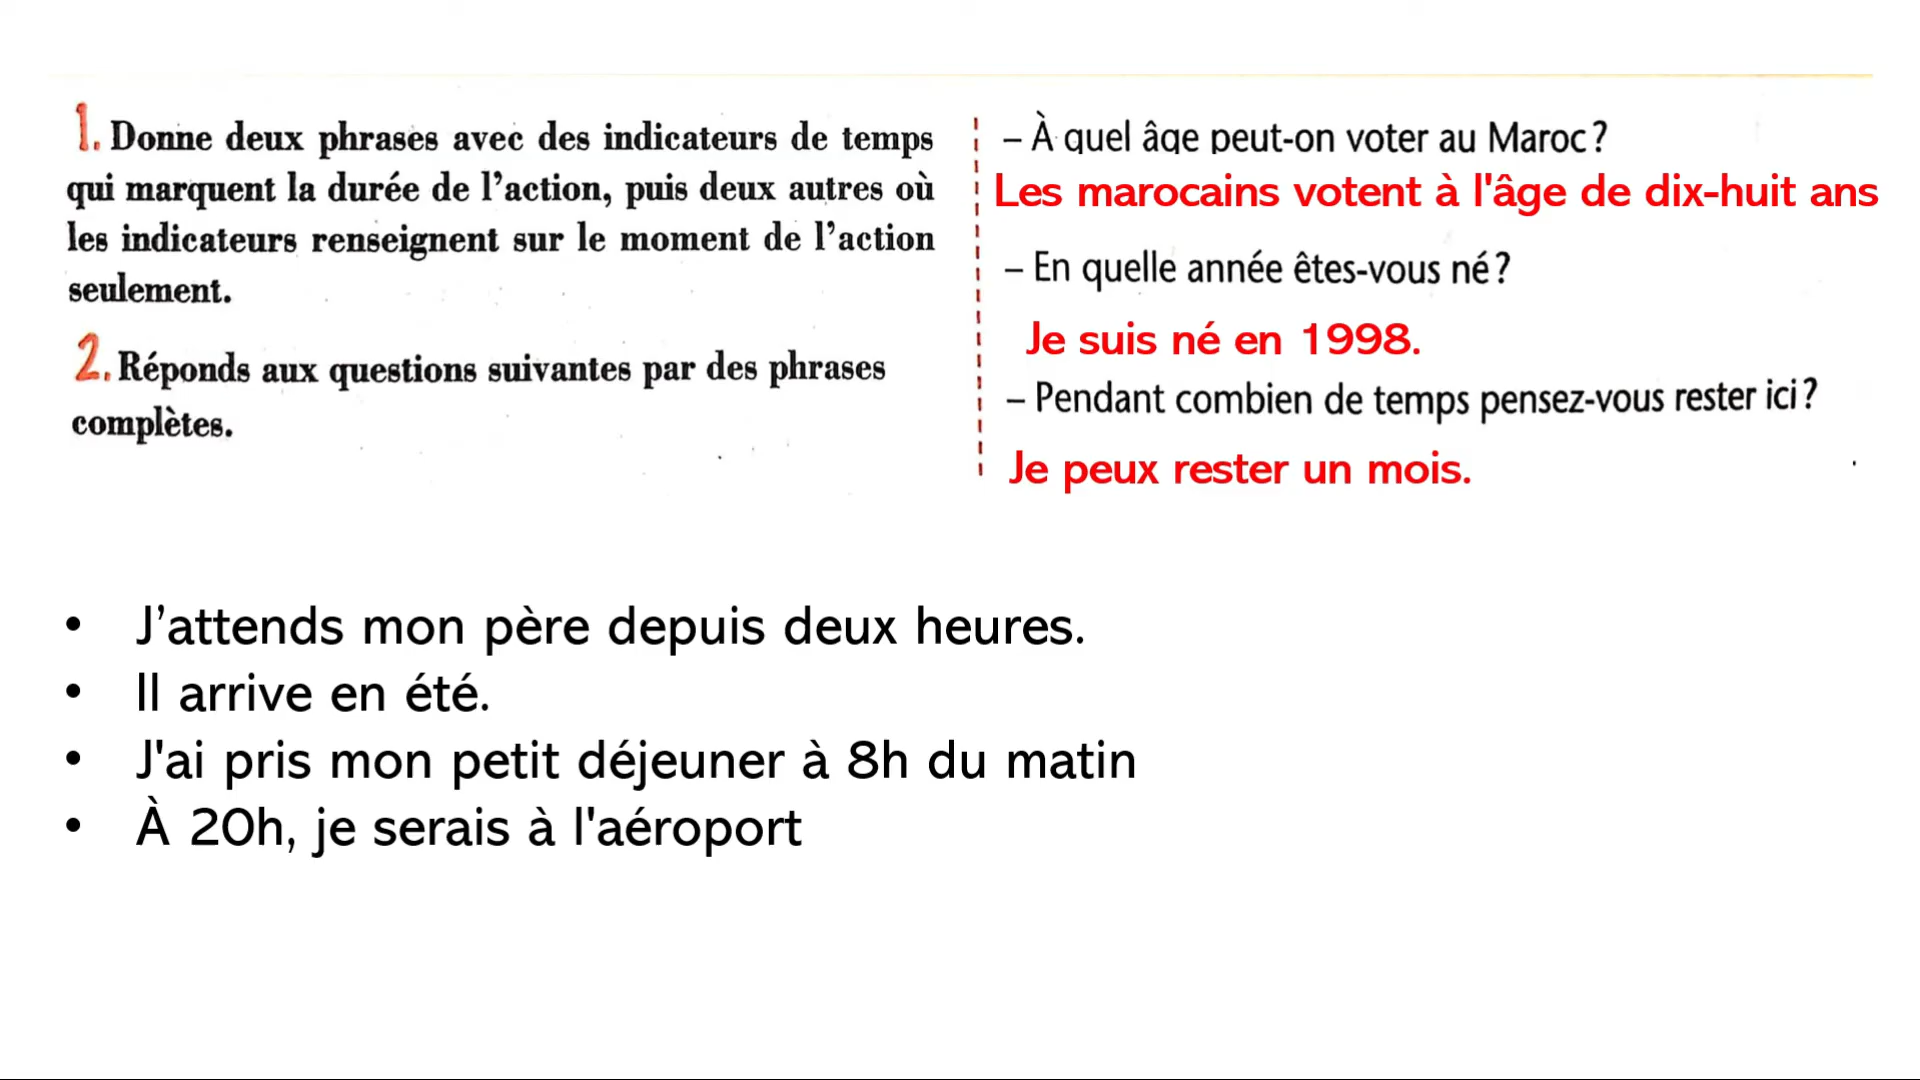 1. Donne deux phrases avec des indicateurs de temps
qui marquent la durée de l'action, puis deux autres où
les indicateurs renseignent sur le moment de l'action
seulement.
2. Réponds aux questions suivantes par des phrases
complètes.
– À quel âge peut-on voter au Maroc ?
Les marocains votent à l'âge de dix-huit ans
– En quelle année êtes-vous né ?
Je suis né en 1998.
– Pendant combien de temps pensez-vous rester ici ?
Je peux rester un mois.
• J’attends mon père depuis deux heures.
• Il arrive en été.
• J'ai pris mon petit déjeuner à 8h du matin
• À 20h, je serais à l'aéroport